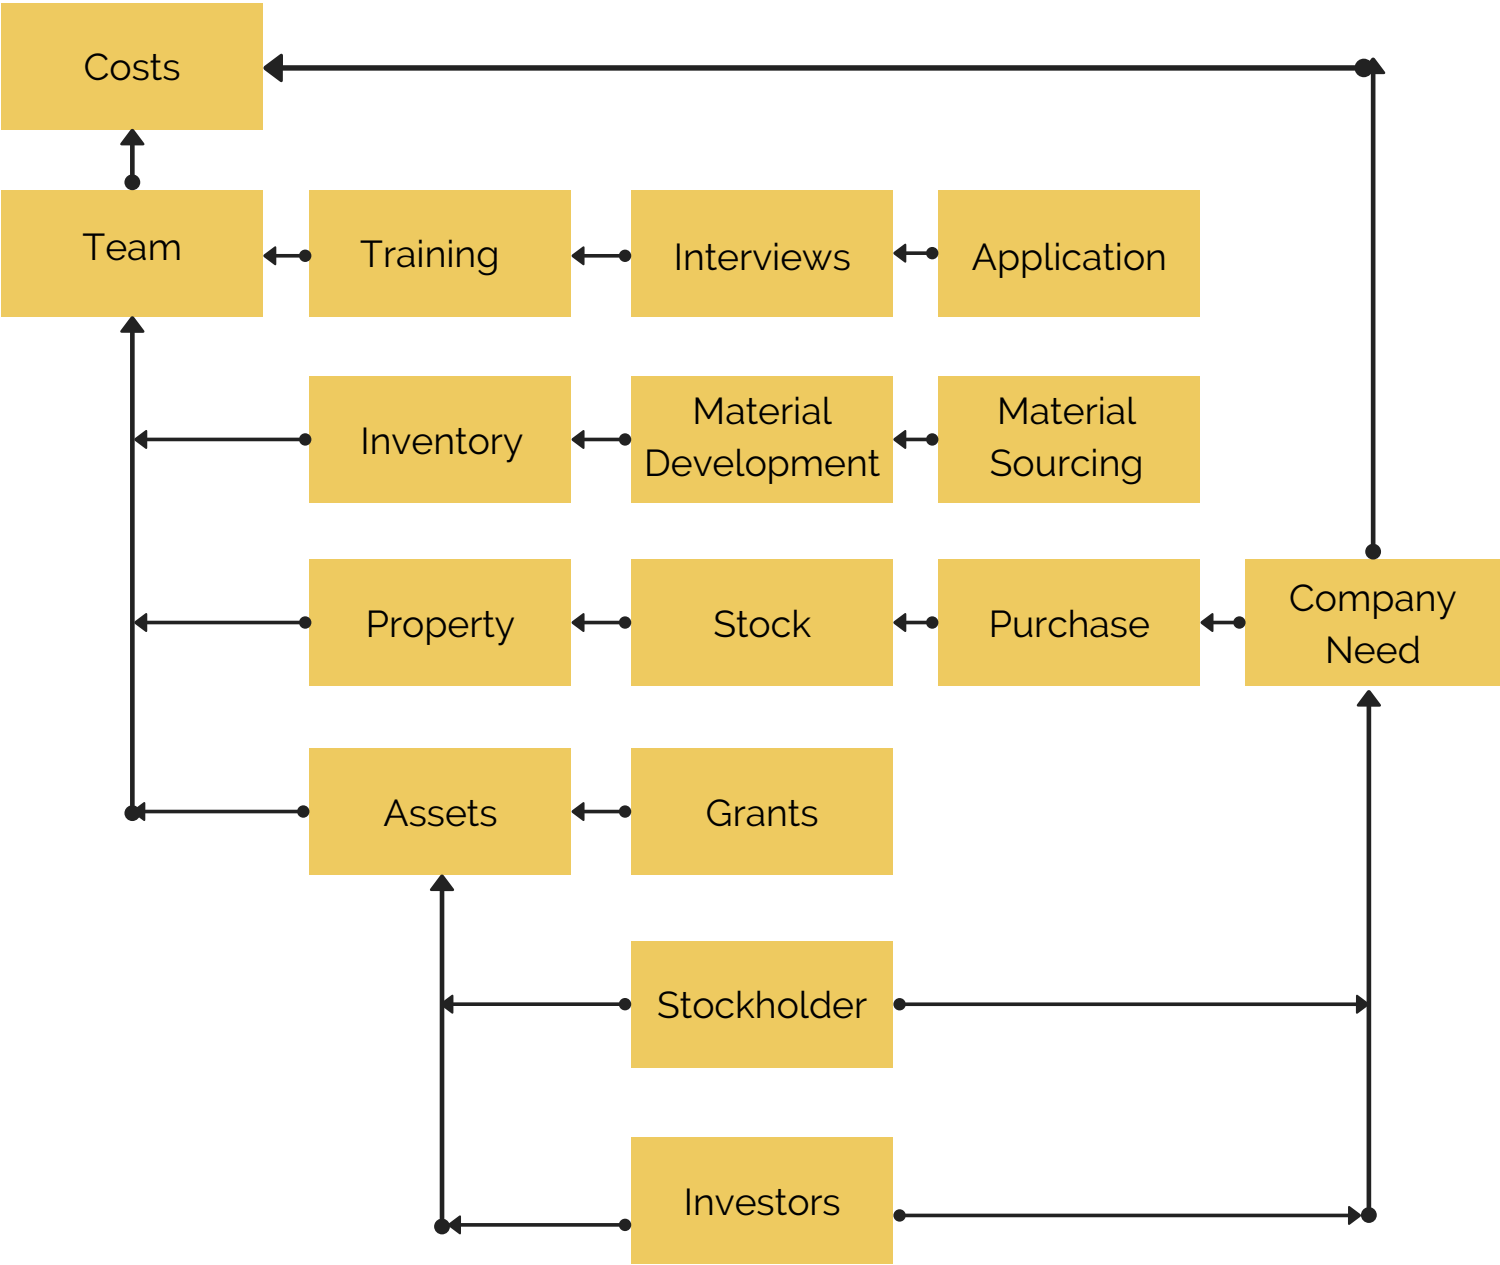 Costs
Team
Training
Interviews
Application
Inventory
Material
Development
Material
Sourcing
Property
Stock
Purchase
Company
Need
Assets
Grants
Stockholder
Investors